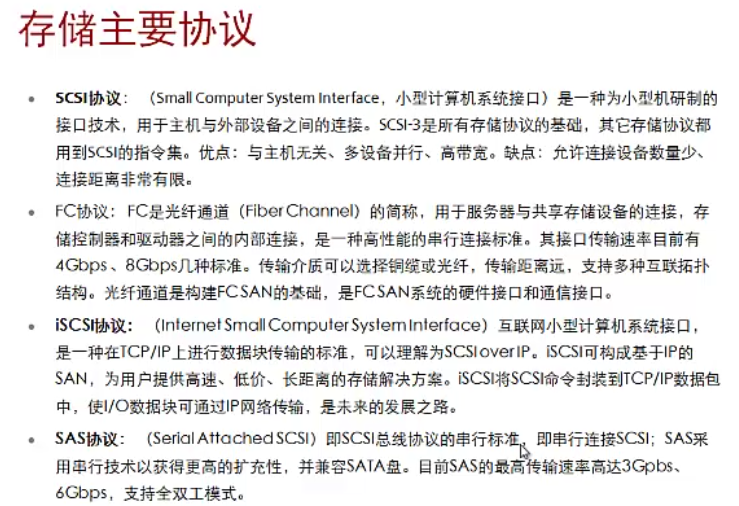 存储主要协议
• SCSI协议：（Small Computer System Interface，小型计算机系统接口）是一种为小型机研制的
接口技术，用于主机与外部设备之间的连接。SCSI-3是所有存储协议的基础，其它存储协议都
用到SCSI的指令集。优点：与主机无关、多设备并行、高带宽。缺点：允许连接设备数量少、
连接距离非常有限。
• FC协议：FC是光纤通道（Fiber Channel）的简称，用于服务器与共享存储设备的连接，存
储控制器和驱动器之间的内部连接，是一种高性能的串行连接标准。其接口传输速率目前有
4Gbps、8Gbps几种标准。传输介质可以选择铜缆或光纤，传输距离远，支持多种互联拓扑
结构。光纤通道是构建FC SAN的基础，是FC SAN系统的硬件接口和通信接口。
• iSCSI协议：（Internet Small Computer System Interface）互联网小型计算机系统接口，
是一种在TCP/IP上进行数据块传输的标准，可以理解为SCSI over IP。iSCSI可构成基于IP的
SAN，为用户提供高速、低价、长距离的存储解决方案。iSCSI将SCSI命令封装到TCP/IP数据包
中，使I/O数据块可通过IP网络传输，是未来的发展之路。
• SAS协议：（Serial Attached SCSI）即SCSI总线协议的串行标准，即串行连接SCSI；SAS采
用串行技术以获得更高的扩充性，并兼容SATA盘。目前SAS的最高传输速率高达3Gpbs、
6Gbps，支持全双工模式。